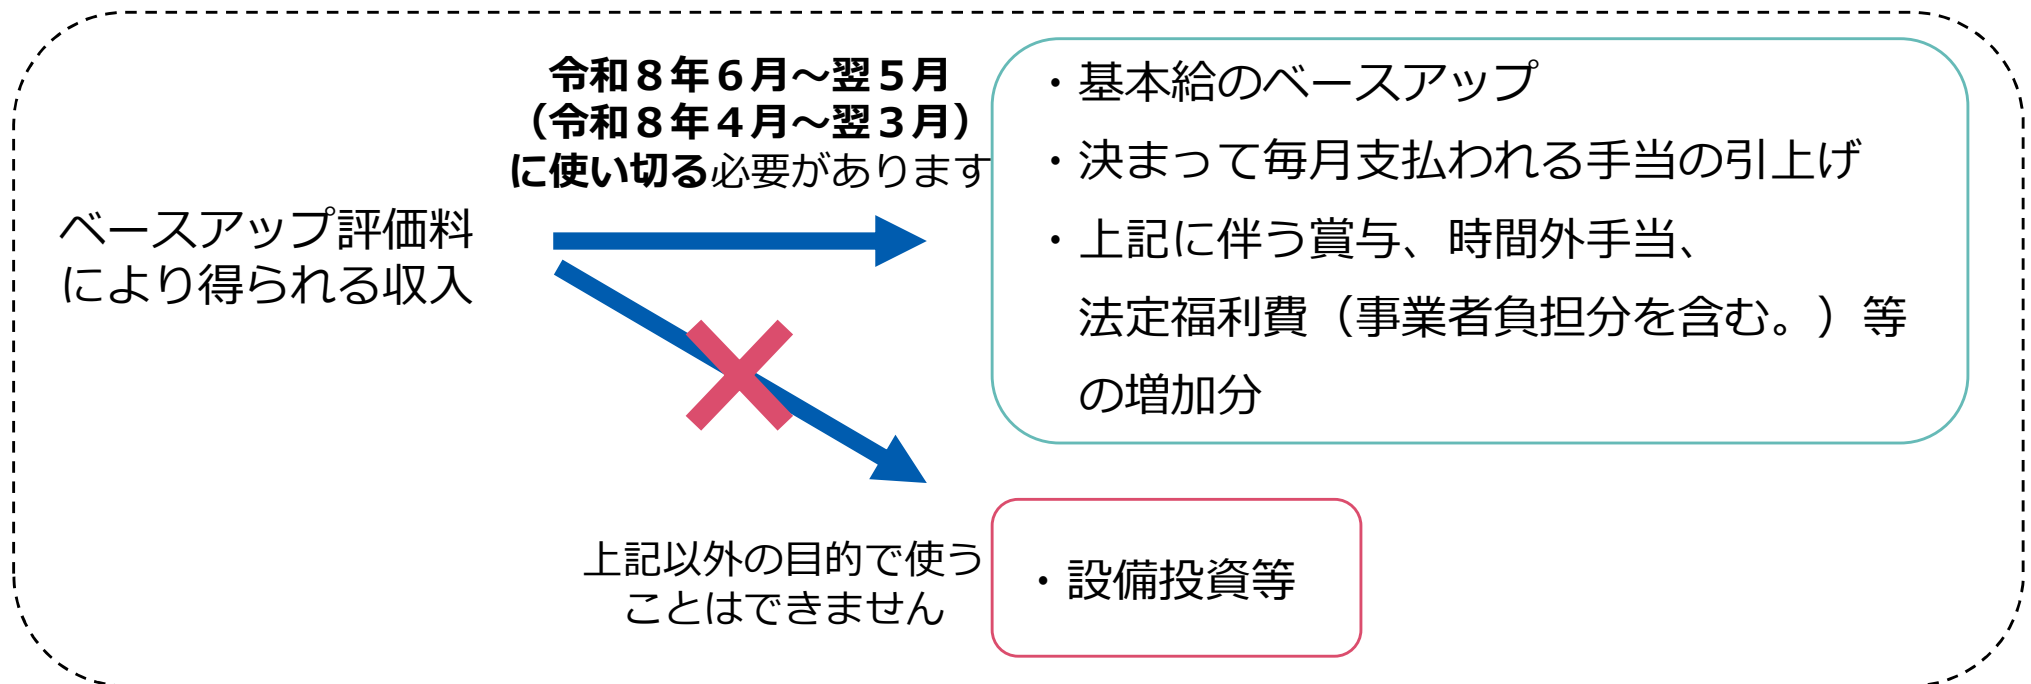 ベースアップ評価料
により得られる収入
令和８年６月～翌５月
（令和８年４月～翌３月）
に使い切る必要があります
・基本給のベースアップ
・決まって毎月支払われる手当の引上げ
・上記に伴う賞与、時間外手当、
法定福利費（事業者負担分を含む。）等
の増加分
上記以外の目的で使う
ことはできません
・設備投資等